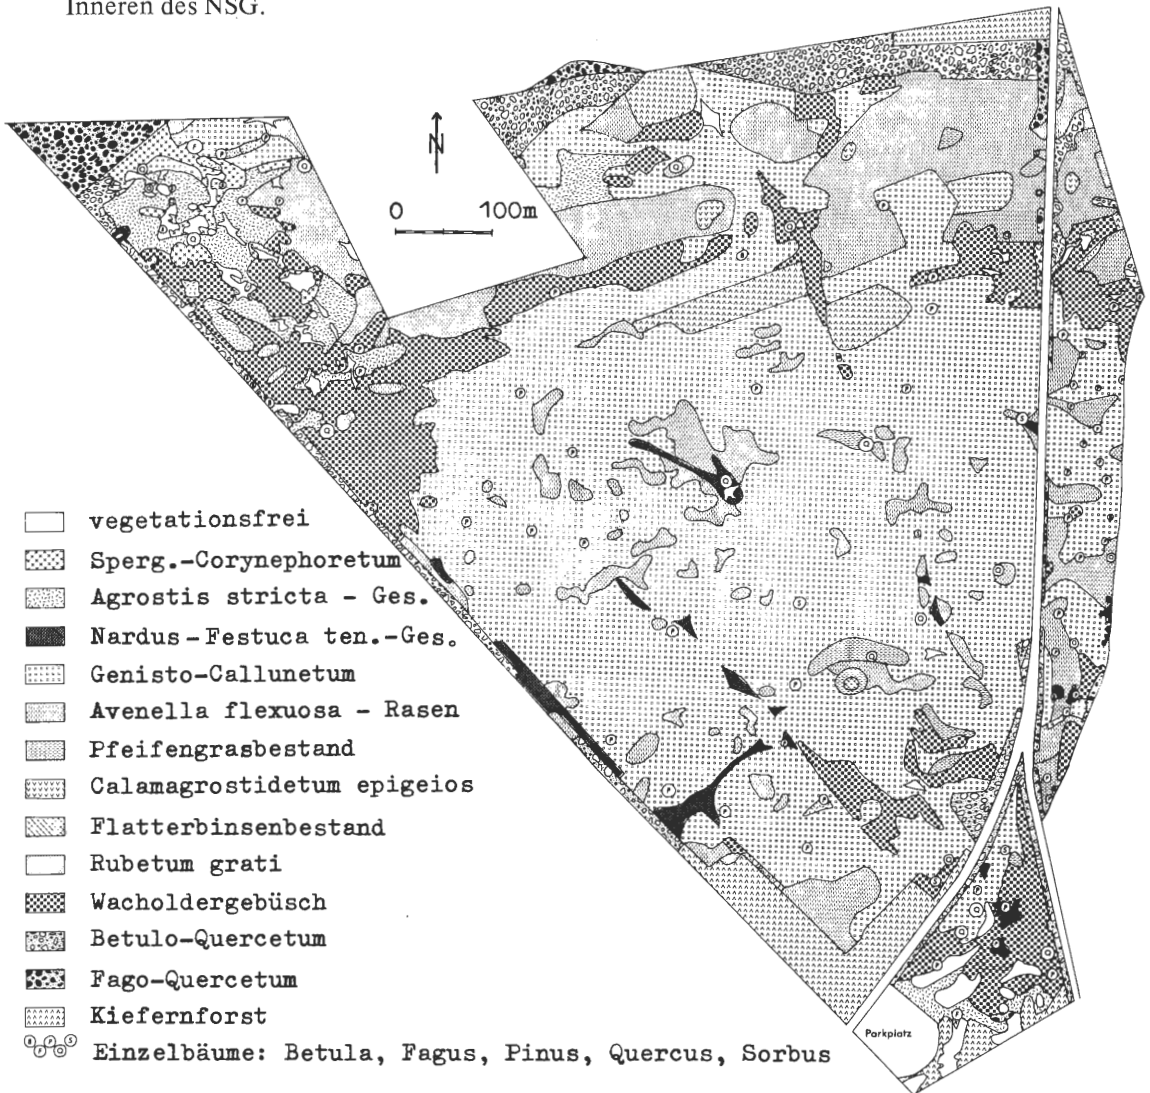 Inneren des NSG.
N
0 100m
vegetationsfrei
Sperg.-Corynephoretum
Agrostis stricta - Ges.
Nardus-Festuca ten.-Ges.
Genisto-Callunetum
Avenella flexuosa - Rasen
Pfeifengrasbestand
Calamagrostidetum epigeios
Flatterbinsenbestand
Rubetum grati
Wacholdergebüsch
Betulo-Quercetum
Fago-Quercetum
Kiefernforst
Einzelbäume: Betula, Fagus, Pinus, Quercus, Sorbus
Parkplatz